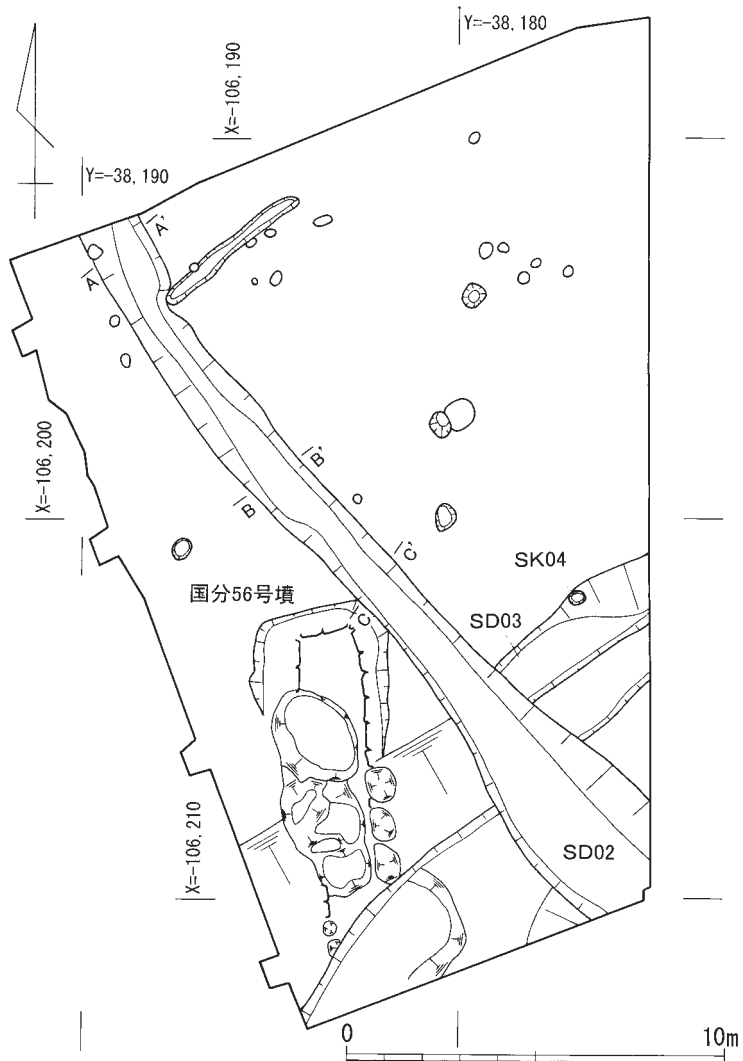 Y=-38,180
X=-106,190
Y=-38,190
A'
A
B'
X=-106,200
B
C'
SK04
国分56号墳
SD03
C
X=-106,210
SD02
0
10m